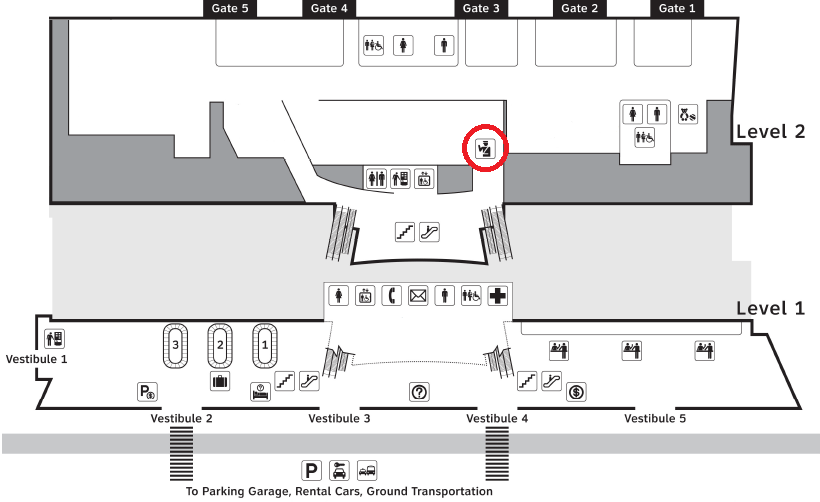 Gate 5
Gate 4
Gate 3
Gate 2
Gate 1
Level 2
Level 1
Vestibule 1
3
2
1
P$
?
?
$
Vestibule 2
Vestibule 3
Vestibule 4
Vestibule 5
P
To Parking Garage, Rental Cars, Ground Transportation